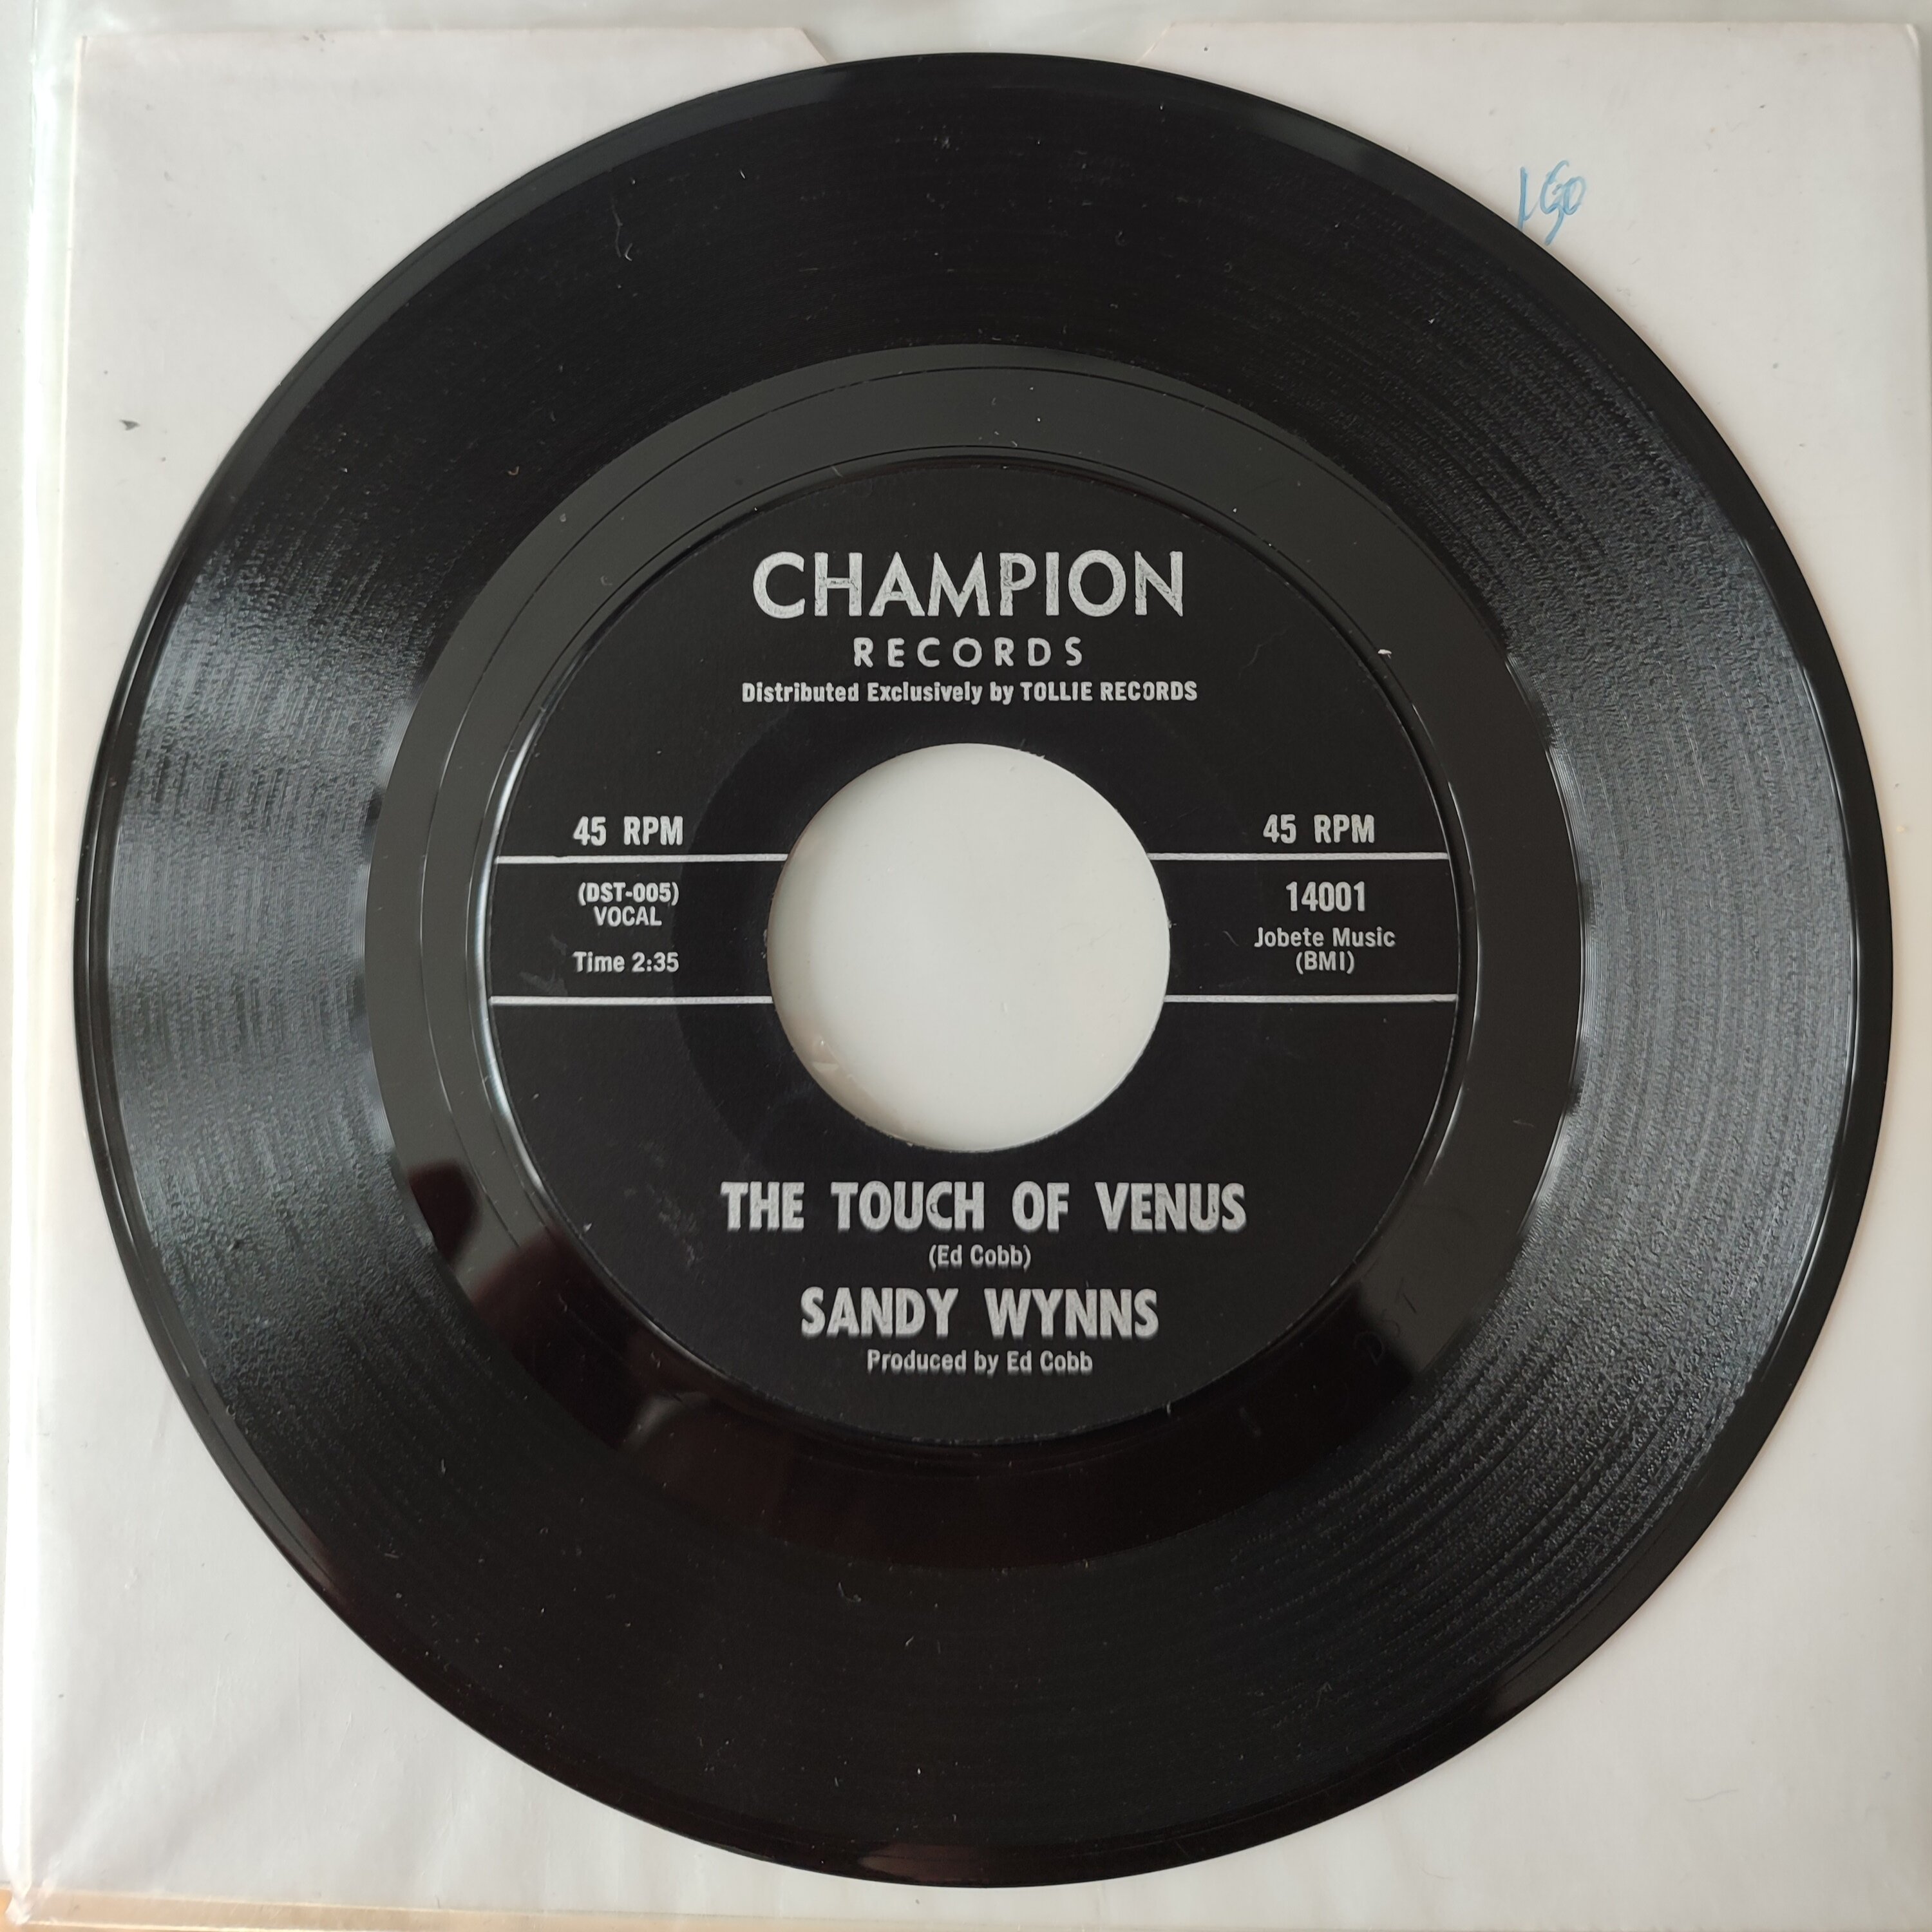 CHAMPION
RECORDS
Distributed Exclusively by TOLLIE RECORDS
45 RPM
(DST-005)
VOCAL
Time 2:35
45 RPM
14001
Jobete Music
(BMI)
THE TOUCH OF VENUS
(Ed Cobb)
SANDY WYNNS
Produced by Ed Cobb